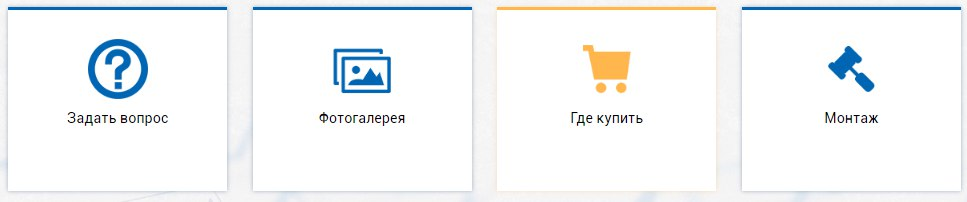 Задать вопрос
Фотогалерея
Где купить
Монтаж